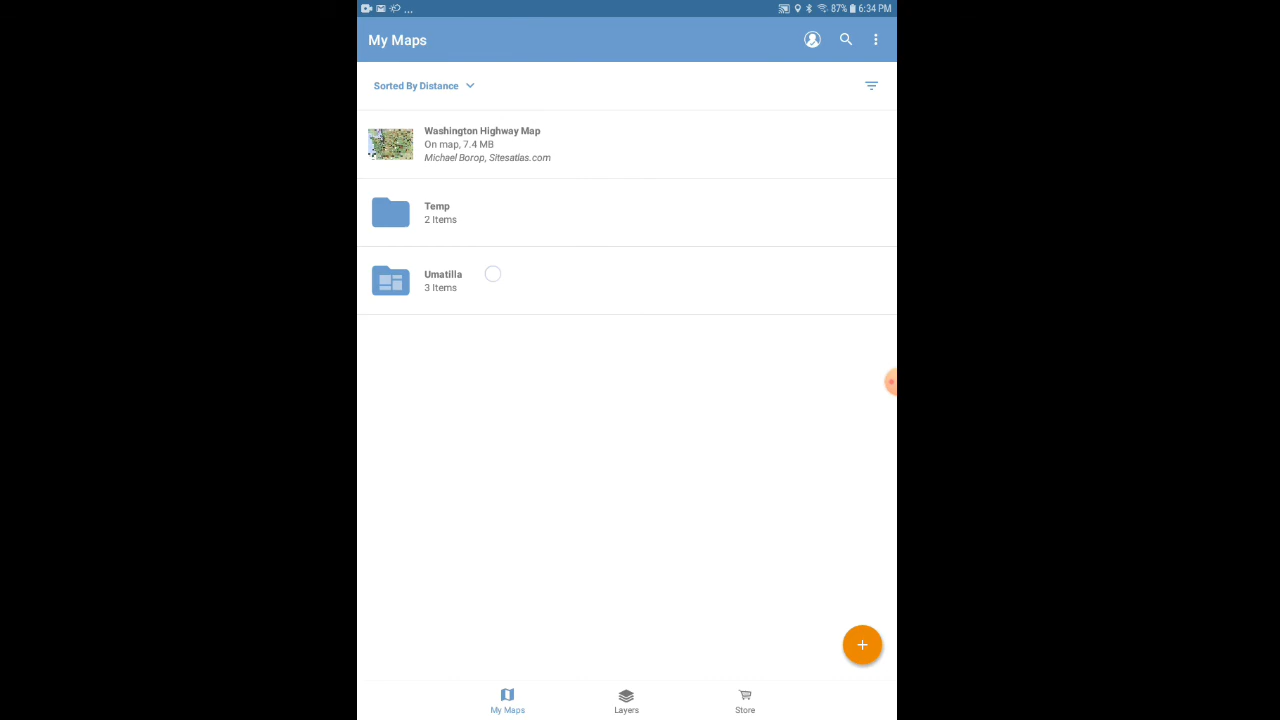 ... 87% 6:34 PM
My Maps
Sorted By Distance
Washington Highway Map
On map, 7.4 MB
Michael Borop, Sitesatlas.com
Temp
2 Items
Umatilla
3 Items
My Maps Layers Store